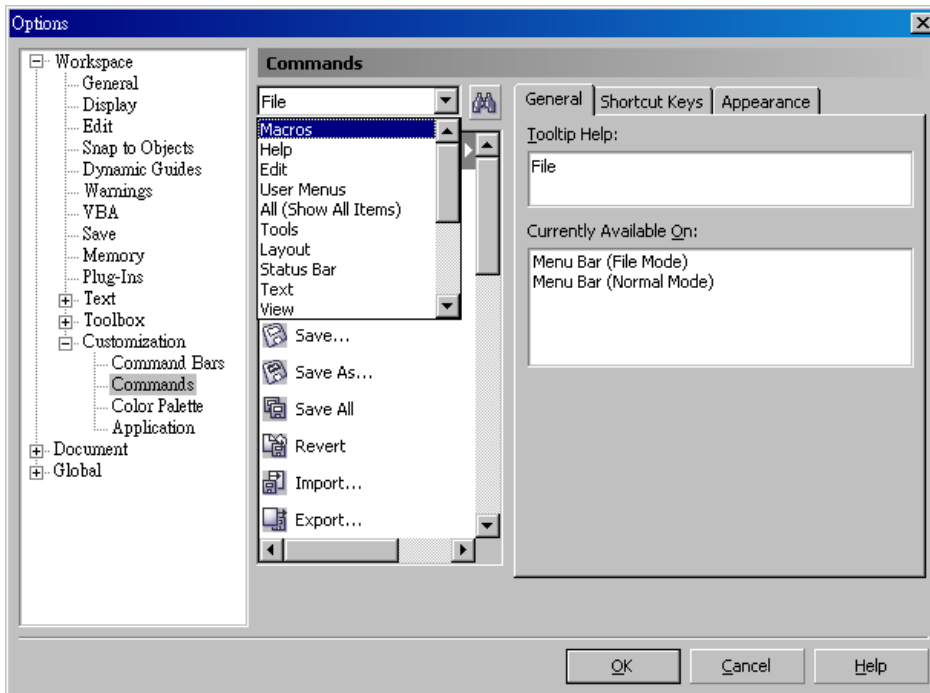 Options
Workspace
General
Display
Edit
Snap to Objects
Dynamic Guides
Warnings
VBA
Save
Memory
Plug-Ins
Text
Toolbox
Customization
Command Bars
Commands
Color Palette
Application
Document
Global
Commands
File
Macros
Help
Edit
User Menus
All (Show All Items)
Tools
Layout
Status Bar
Text
View
Save...
Save As...
Save All
Revert
Import...
Export...
General
Shortcut Keys
Appearance
Tooltip Help:
File
Currently Available On:
Menu Bar (File Mode)
Menu Bar (Normal Mode)
OK
Cancel
Help